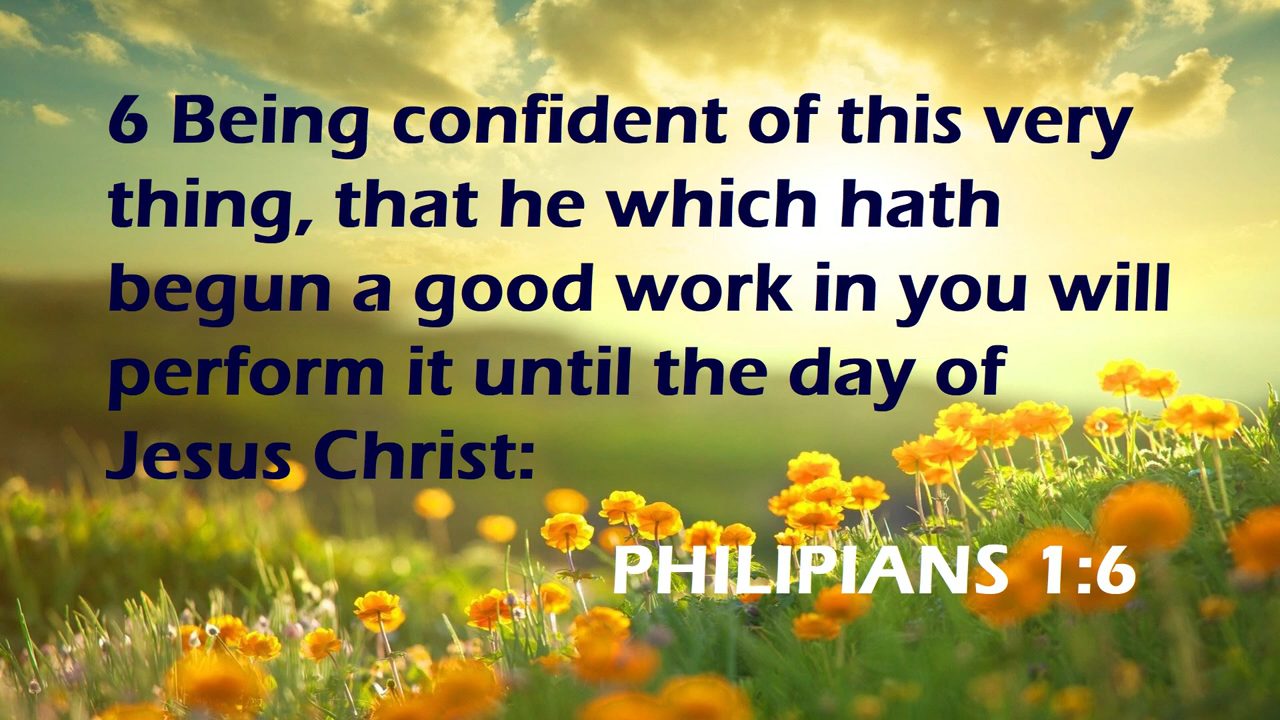 6 Being confident of this very
thing, that he which hath
begun a good work in you will
perform it until the day of
Jesus Christ:
PHILIPIANS 1:6